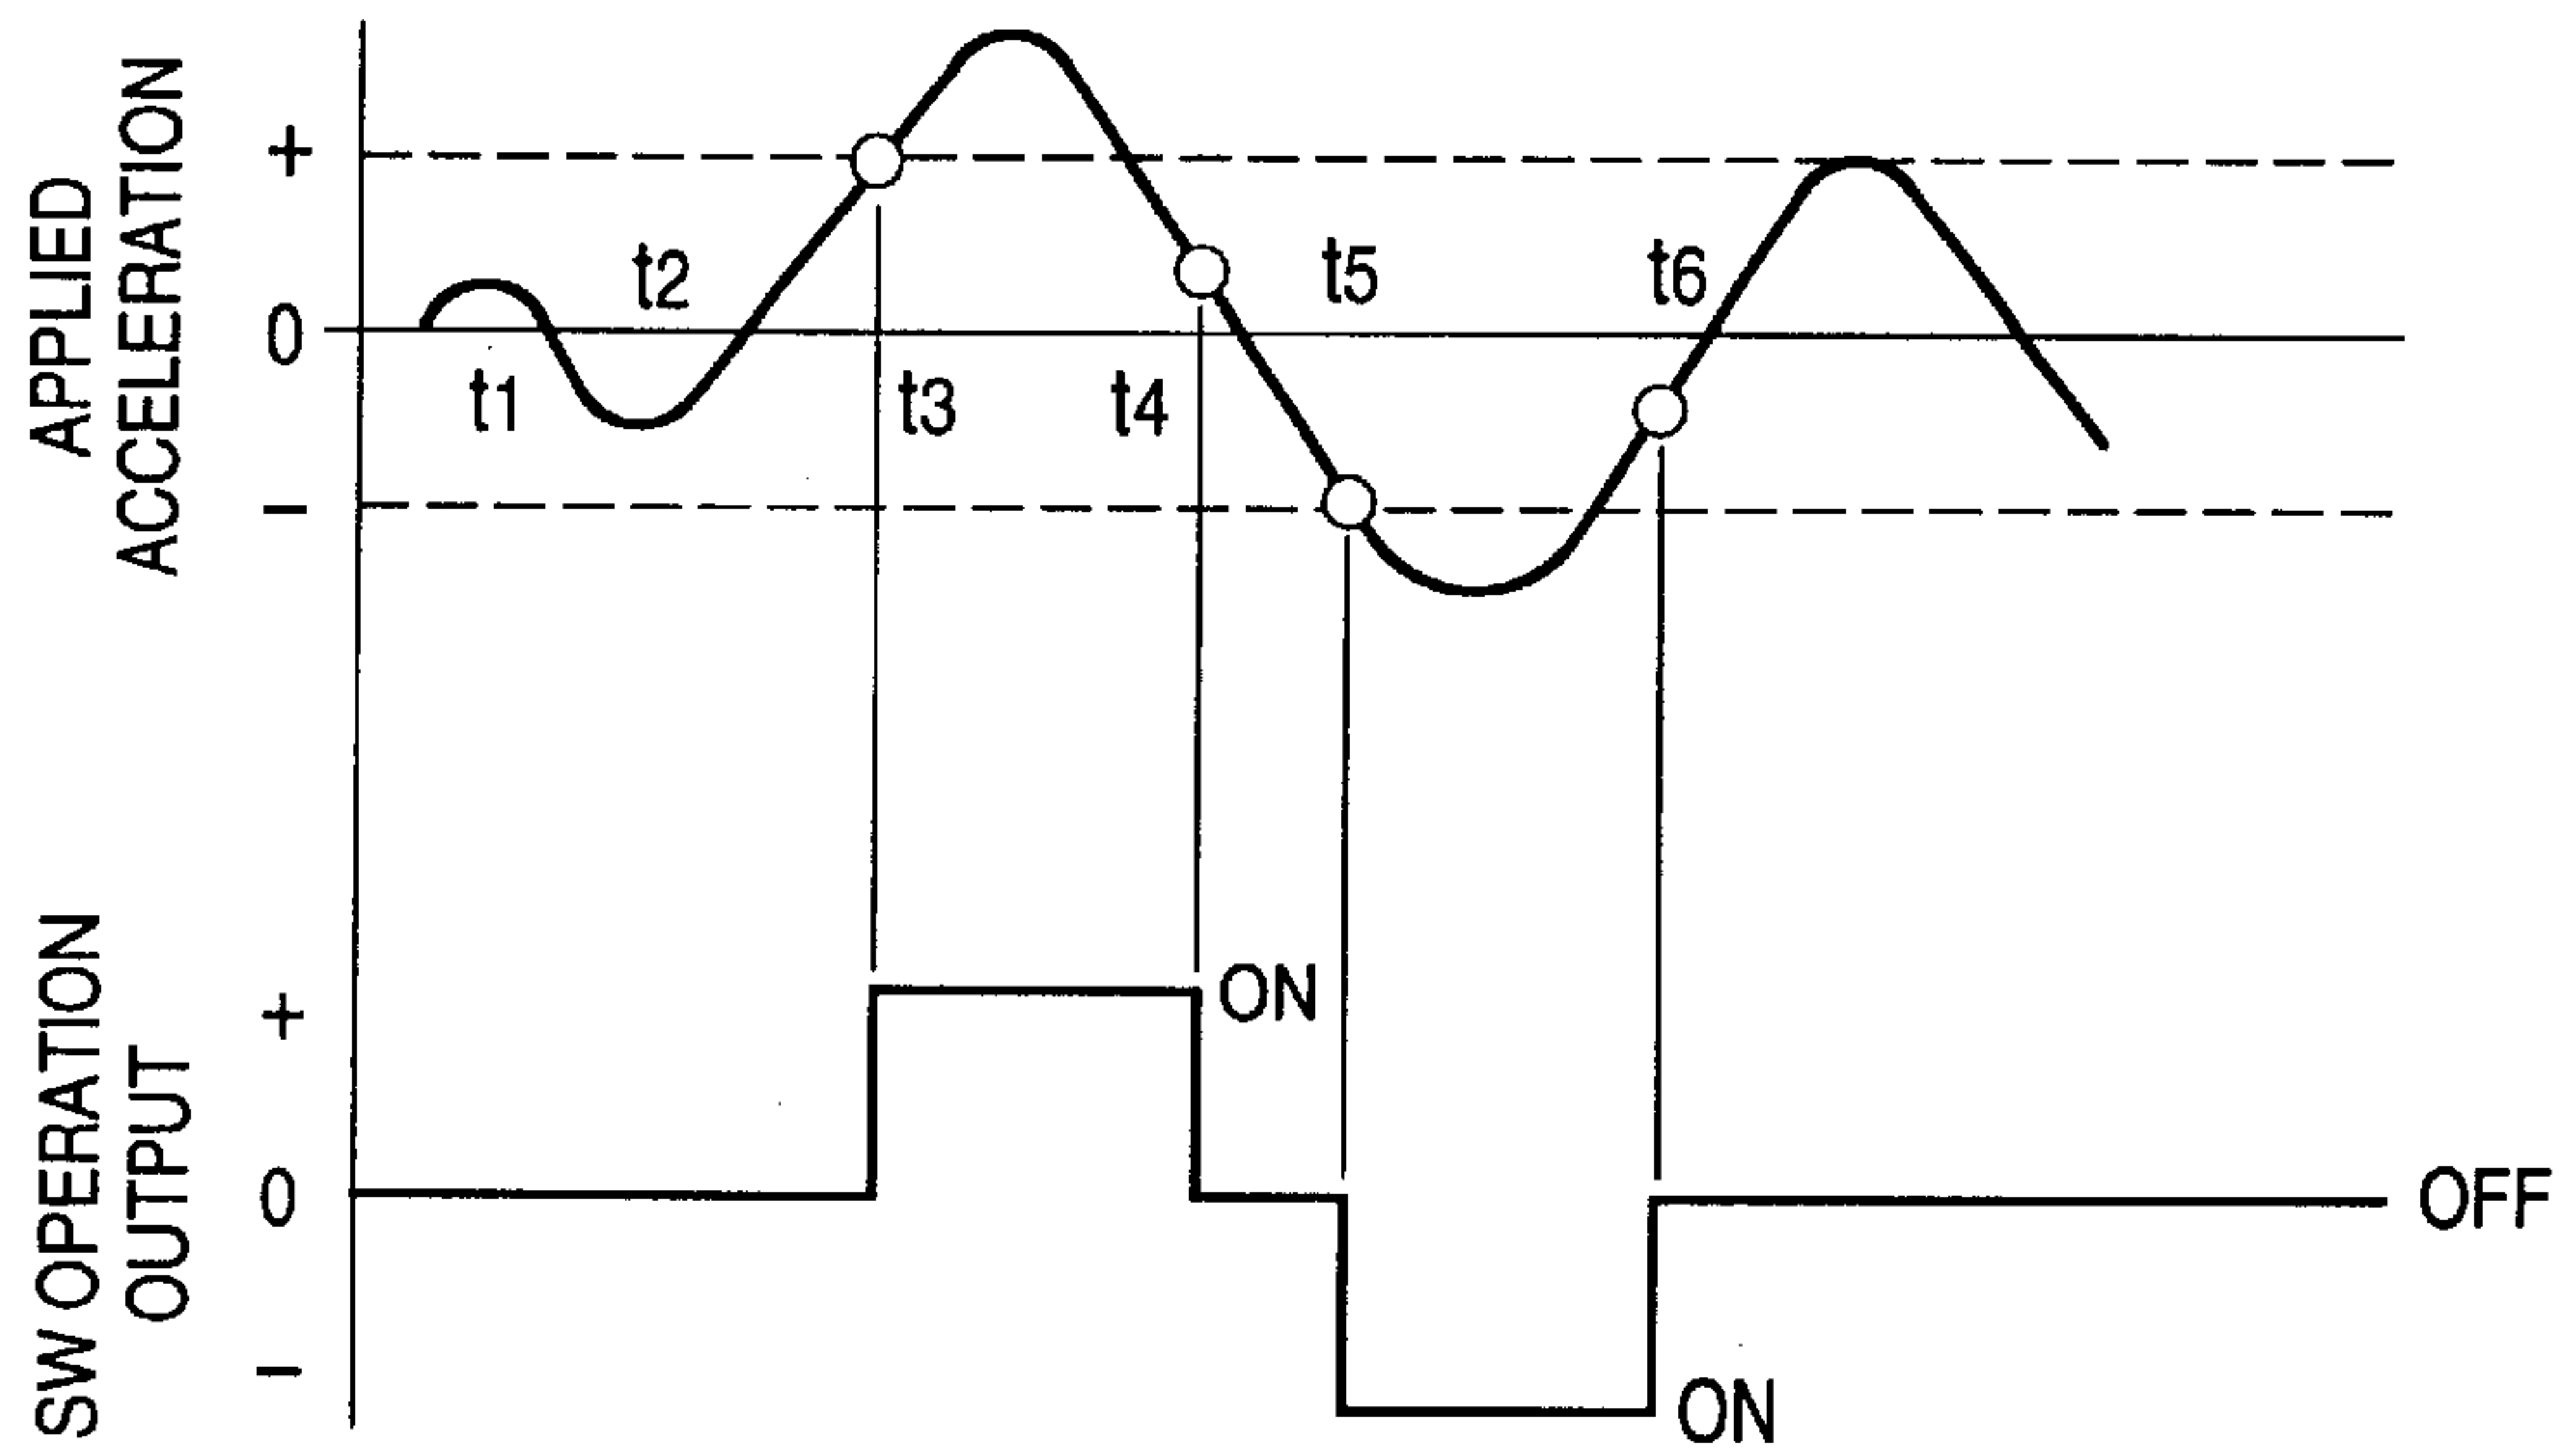 APPLIED
ACCELERATION
+
0
−
t1
t2
t3
t4
t5
t6
SW OPERATION
OUTPUT
+
0
−
ON
OFF
ON